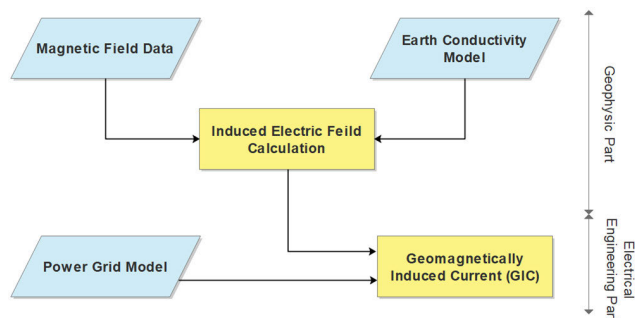 Magnetic Field Data
Earth Conductivity
Model
Induced Electric Feild
Calculation
Geophysic Part
Power Grid Model
Geomagnetically
Induced Current (GIC)
Electrical
Engineering Par